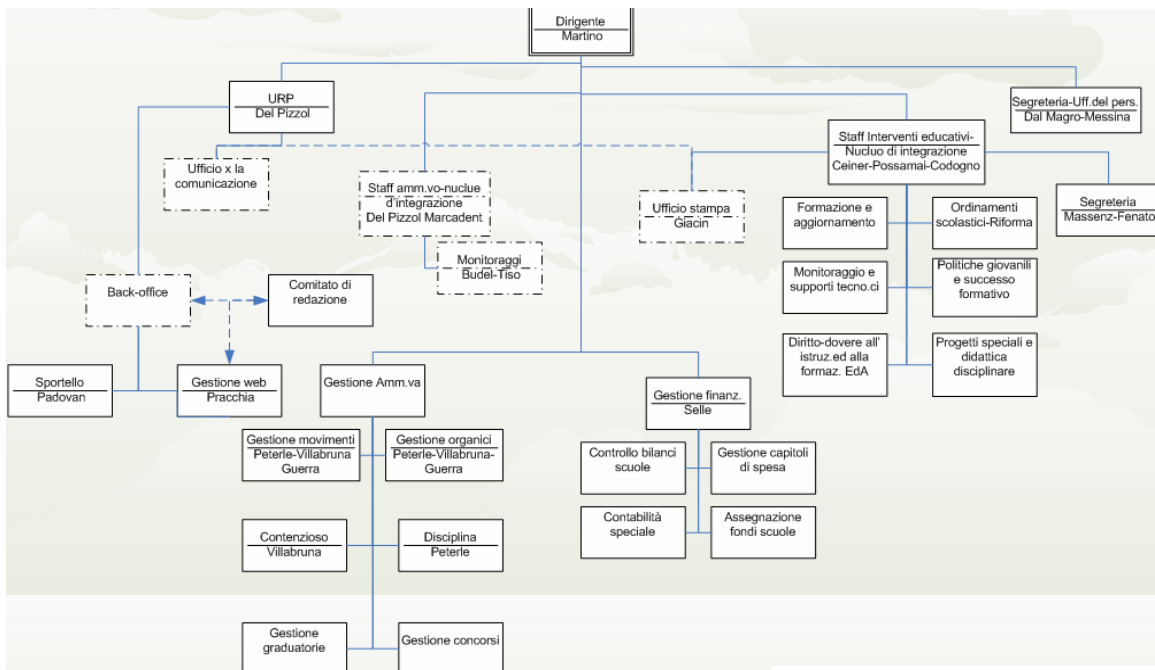 Dirigente
Martino
URP
Del Pizzol
Segreteria-Uff.del pers.
Dal Magro-Messina
Staff Interventi educativi-
Nucluo di integrazione
Ceiner-Possamai-Codogno
Ufficio x la
comunicazione
Staff amm.vo-nuclue
d'integrazione
Del Pizzol Marcadent
Ufficio stampa
Giacin
Segreteria
Massenz-Fenato
Formazione e
aggiornamento
Ordinamenti
scolastici-Riforma
Monitoraggi
Budel-Tiso
Monitoraggio e
supporti tecno.ci
Politiche giovanili
e successo
formativo
Back-office
Comitato di
redazione
Diritto-dovere all'
istruz.ed alla
formaz. EdA
Progetti speciali e
didattica
disciplinare
Sportello
Padovan
Gestione web
Pracchia
Gestione Amm.va
Gestione finanz.
Selle
Gestione movimenti
Peterle-Villabruna
Guerra
Gestione organici
Peterle-Villabruna-
Guerra
Controllo bilanci
scuole
Gestione capitoli
di spesa
Contenzioso
Villabruna
Disciplina
Peterle
Contabilità
speciale
Assegnazione
fondi scuole
Gestione
graduatorie
Gestione concorsi